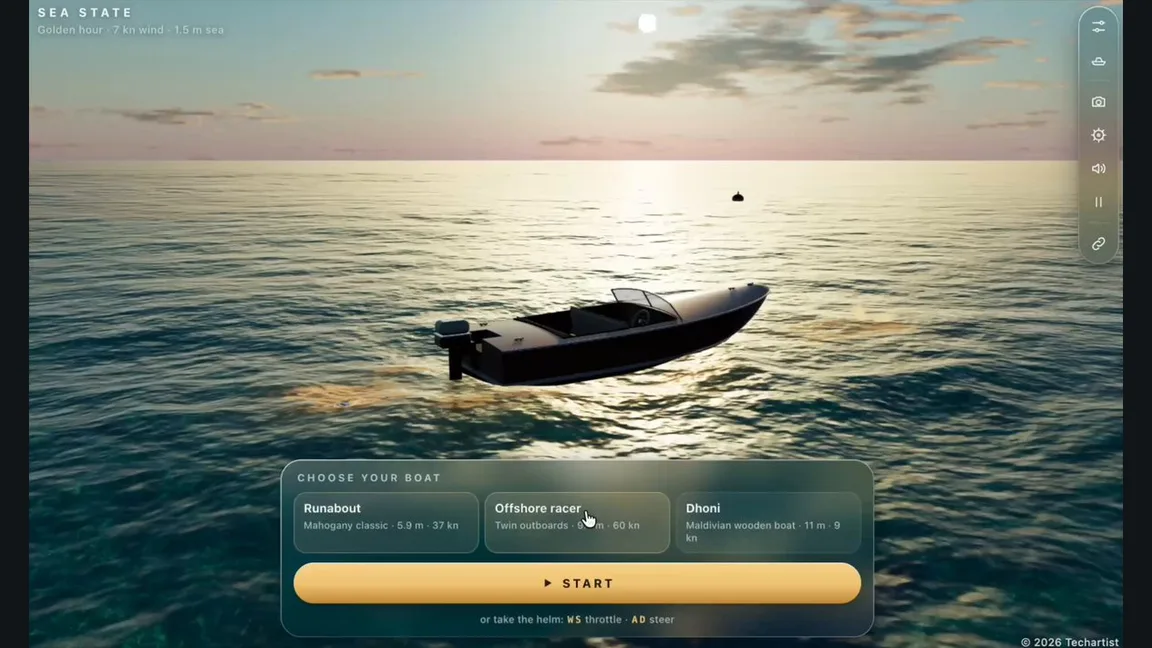 SEA STATE
Golden hour · 7 kn wind · 1.5 m sea
CHOOSE YOUR BOAT
Runabout
Mahogany classic · 5.9 m · 37 kn
Offshore racer
Twin outboards · 9 m · 60 kn
Dhoni
Maldivian wooden boat · 11 m · 9
kn
START
or take the helm: WS throttle · AD steer
© 2026 Techartist